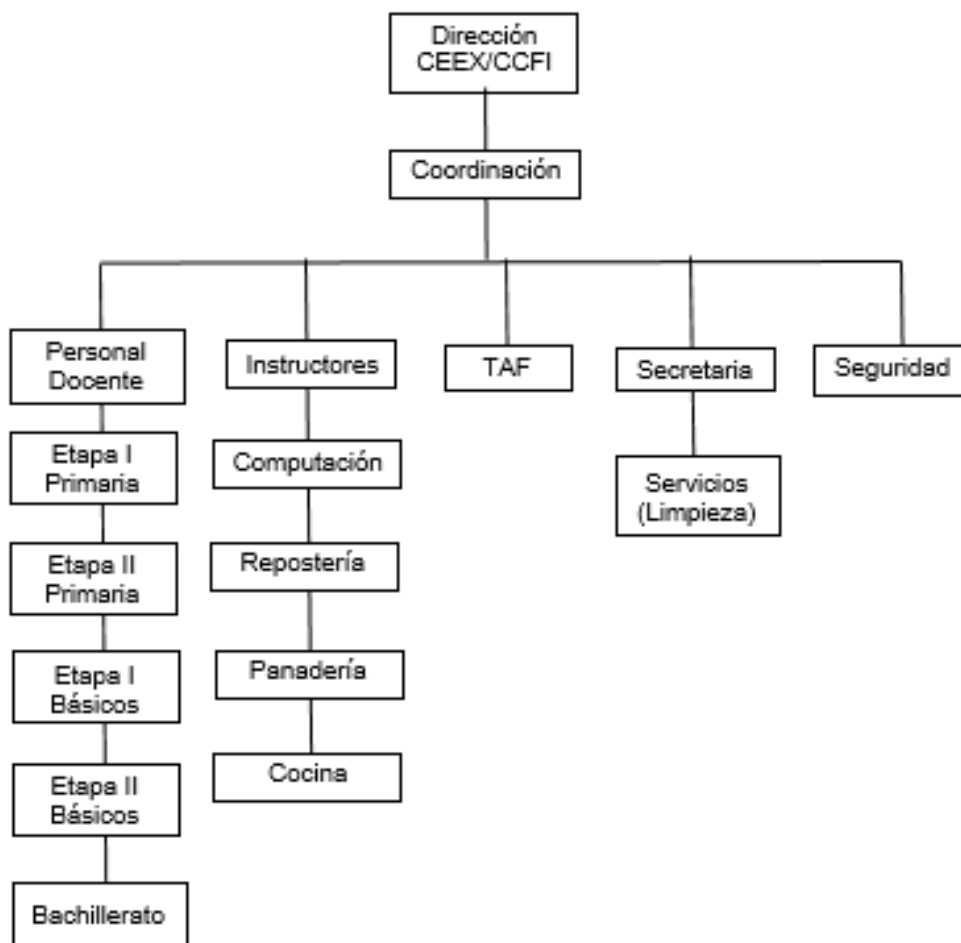 Dirección
CEEX/CCFI
Coordinación
Personal
Docente
Instructores
TAF
Secretaria
Seguridad
Etapa I
Primaria
Computación
Servicios
(Limpieza)
Etapa II
Primaria
Repostería
Etapa I
Básicos
Panadería
Etapa II
Básicos
Cocina
Bachillerato